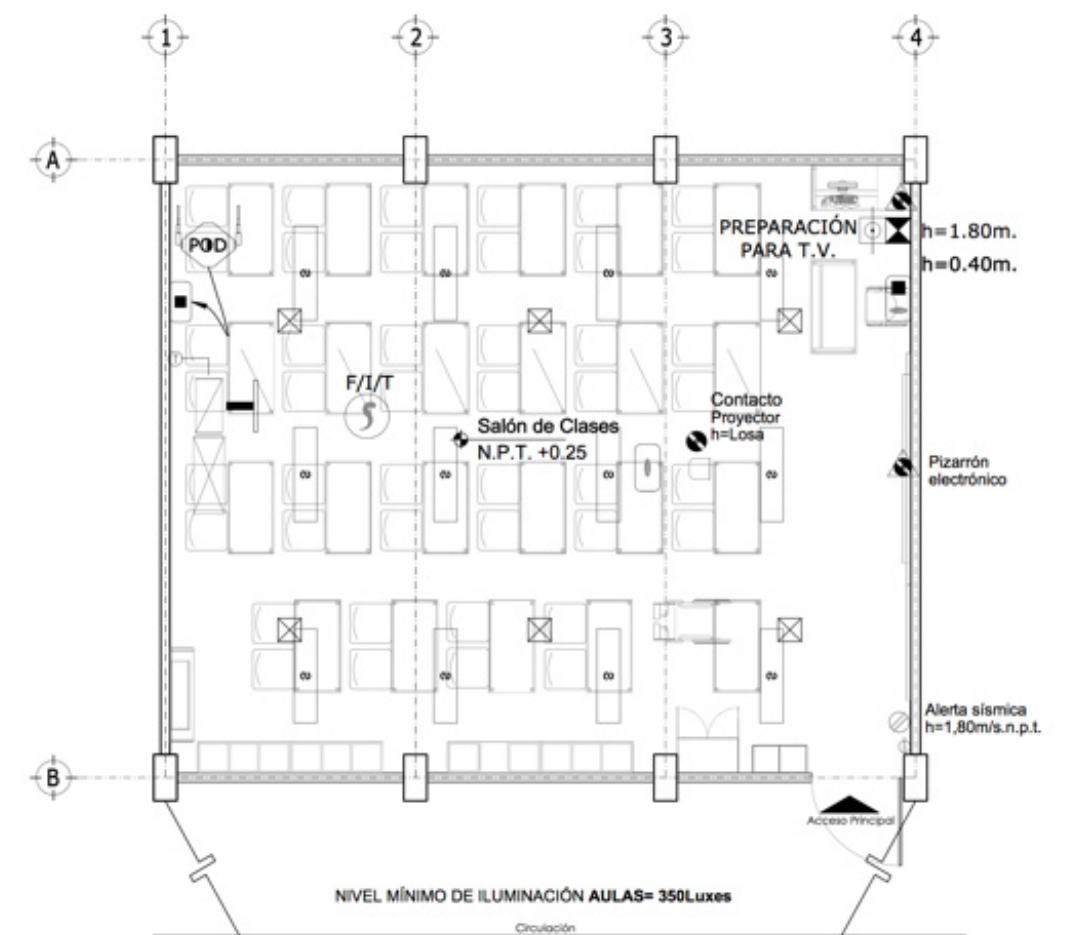 1 2 3 4
A
PREPARACIÓN
PARA T.V.
h=1.80m.
h=0.40m.
POD
T
F/I/T
S
Contacto
Proyector
h=Losa
Salón de Clases
N.P.T. +0.25
Pizarrón
electrónico
Alerta sísmica
h=1,80m/s.n.p.t.
B
Acceso Principal
NIVEL MÍNIMO DE ILUMINACIÓN AULAS= 350Luxes
Circulación